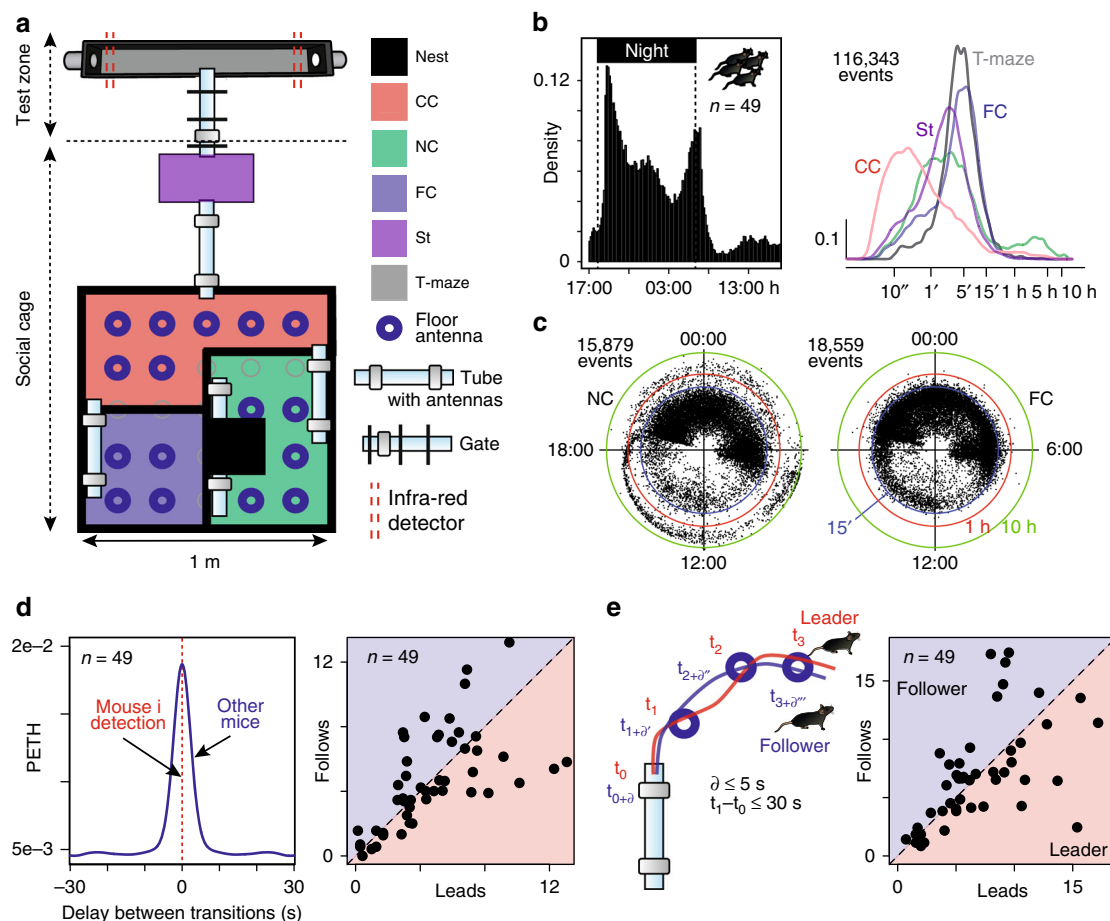 a
Test zone
Social cage
1 m
Nest
CC
NC
FC
St
T-maze
Floor
antenna
Tube
with antennas
Gate
Infra-red
detector
b
Night
n = 49
Density
0.12
0
17:00 03:00 13:00 h
116,343
events
T-maze
FC
St
CC
0.1
10″ 1′ 5′ 15′ 1 h 5 h 10 h
c
15,879
events
00:00
NC
18:00
12:00
18,559
events
00:00
FC
6:00
15′
1 h 10 h
12:00
d
2e−2
n = 49
Mouse i
detection
Other
mice
PETH
5e−3
−30 0 30
Delay between transitions (s)
n = 49
12
Follows
0
0 12
Leads
e
Leader
t3
t2
t2+∂″
t3+∂‴
t1
t1+∂′
Follower
t0
t0+∂
∂ ≤ 5 s
t1−t0 ≤ 30 s
n = 49
15
Follower
Follows
0
Leader
0 15
Leads